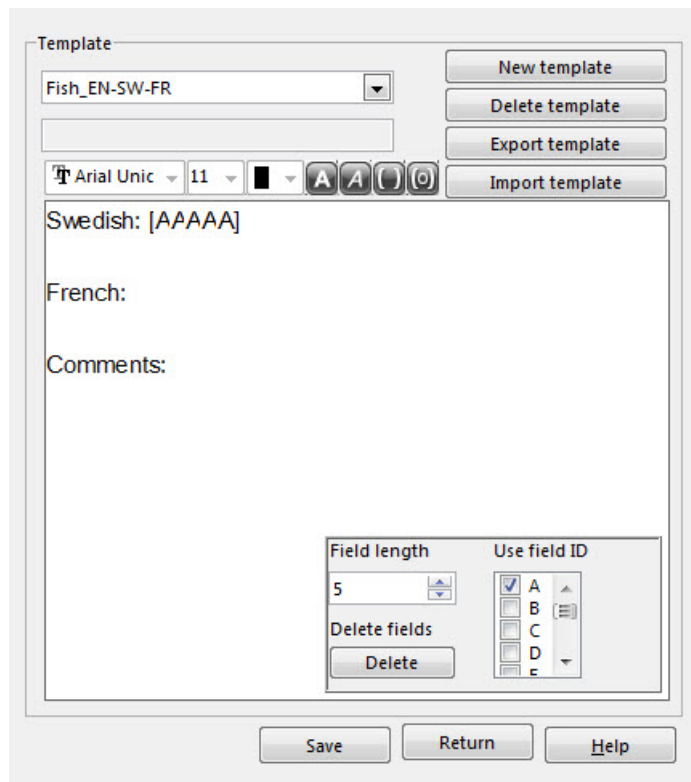 Template
New template
Fish_EN-SW-FR
Delete template
Export template
Arial Unic 11 A A ( ) (o)
Import template
Swedish: [AAAAA]
French:
Comments:
Field length Use field ID
5 A
B
C
D
Delete fields
Delete
Save Return Help